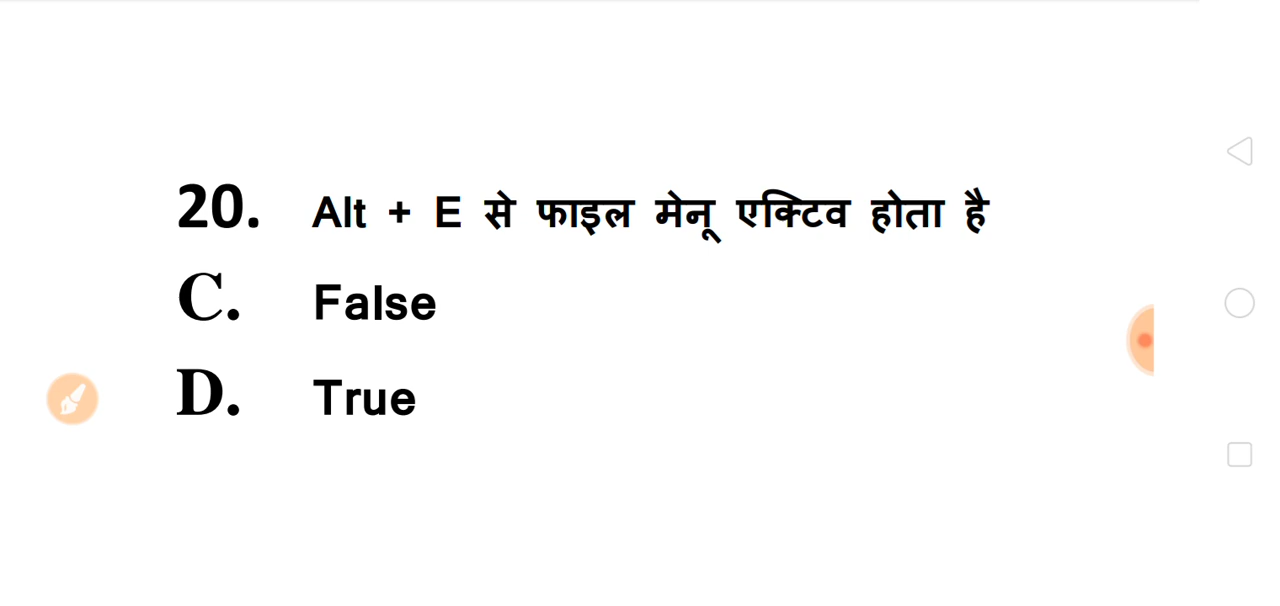 20. Alt + E से फाइल मेनू एक्टिव होता है
C. False
D. True